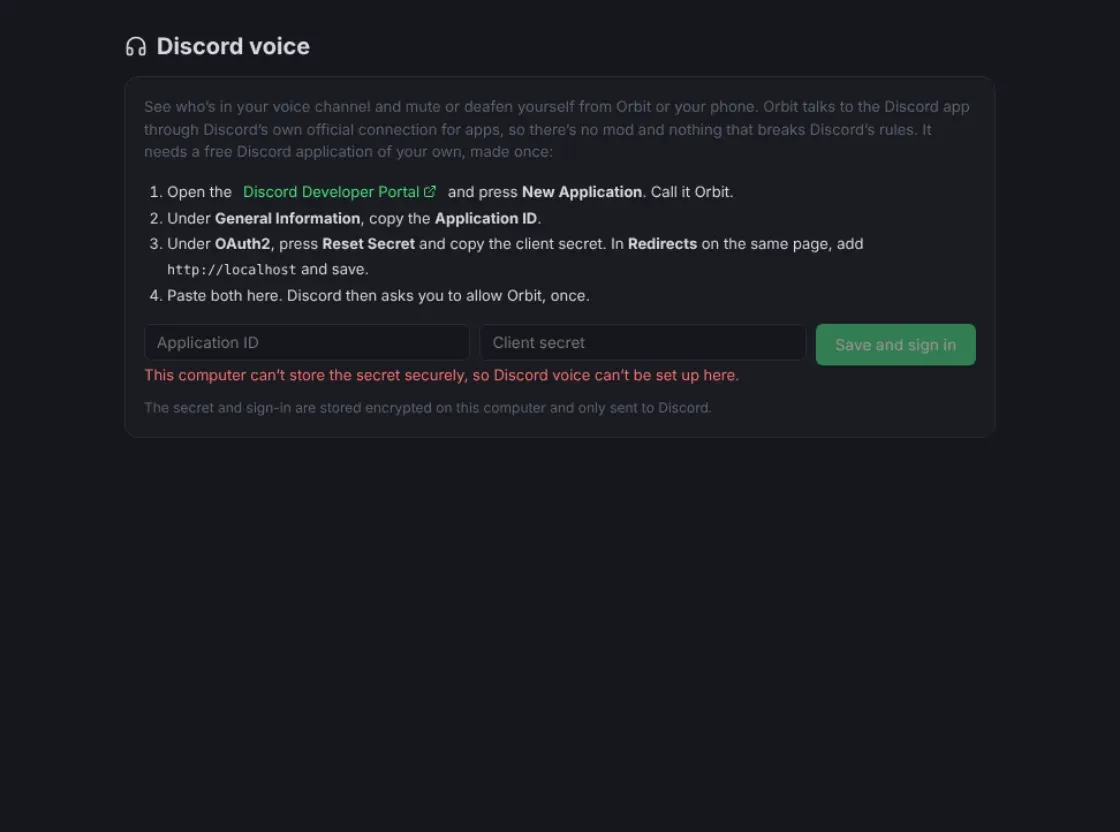 Discord voice
See who's in your voice channel and mute or deafen yourself from Orbit or your phone. Orbit talks to the Discord app
through Discord's own official connection for apps, so there's no mod and nothing that breaks Discord's rules. It
needs a free Discord application of your own, made once:
1. Open the Discord Developer Portal and press New Application. Call it Orbit.
2. Under General Information, copy the Application ID.
3. Under OAuth2, press Reset Secret and copy the client secret. In Redirects on the same page, add
http://localhost and save.
4. Paste both here. Discord then asks you to allow Orbit, once.
Application ID Client secret Save and sign in
This computer can't store the secret securely, so Discord voice can't be set up here.
The secret and sign-in are stored encrypted on this computer and only sent to Discord.